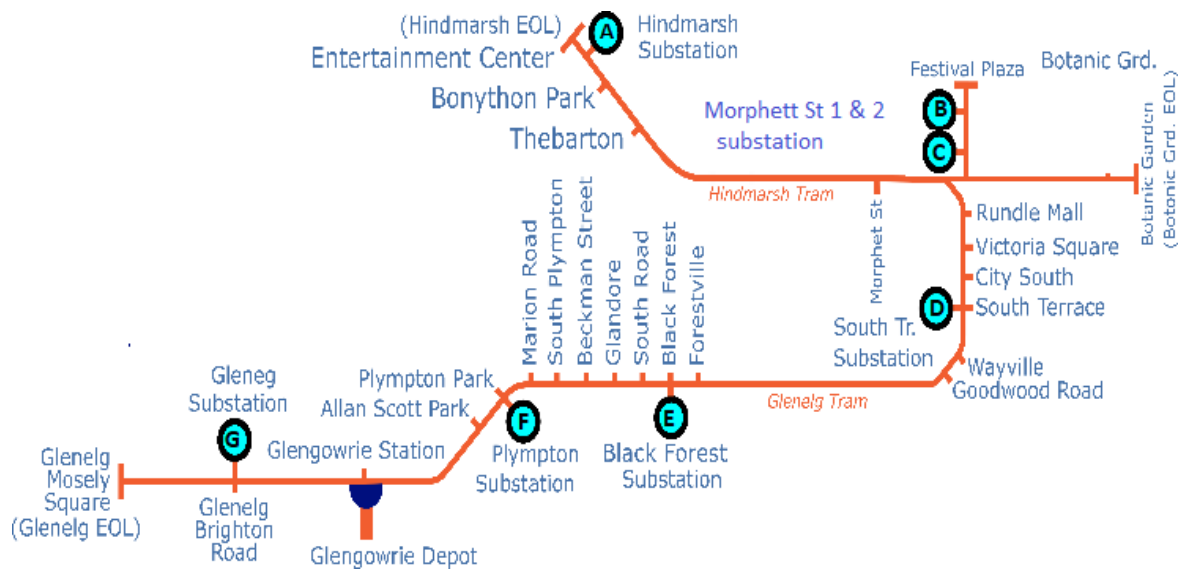 (Hindmarsh EOL)
Entertainment Center
A
Hindmarsh
Substation
Bonython Park
Thebarton
Morphett St 1 & 2
substation
Festival Plaza
B
C
Botanic Grd.
Botanic Garden
(Botanic Grd. EOL)
Hindmarsh Tram
Morphet St
Rundle Mall
Victoria Square
City South
D
South Terrace
South Tr.
Substation
Wayville
Goodwood Road
Marion Road
South Plympton
Beckman Street
Glandore
South Road
Black Forest
Forestville
Glenelg Tram
E
Black Forest
Substation
Plympton Park
Allan Scott Park
F
Plympton
Substation
Gleneg
Substation
G
Glengowrie Station
Glenelg
Mosely
Square
(Glenelg EOL)
Glenelg
Brighton
Road
Glengowrie Depot